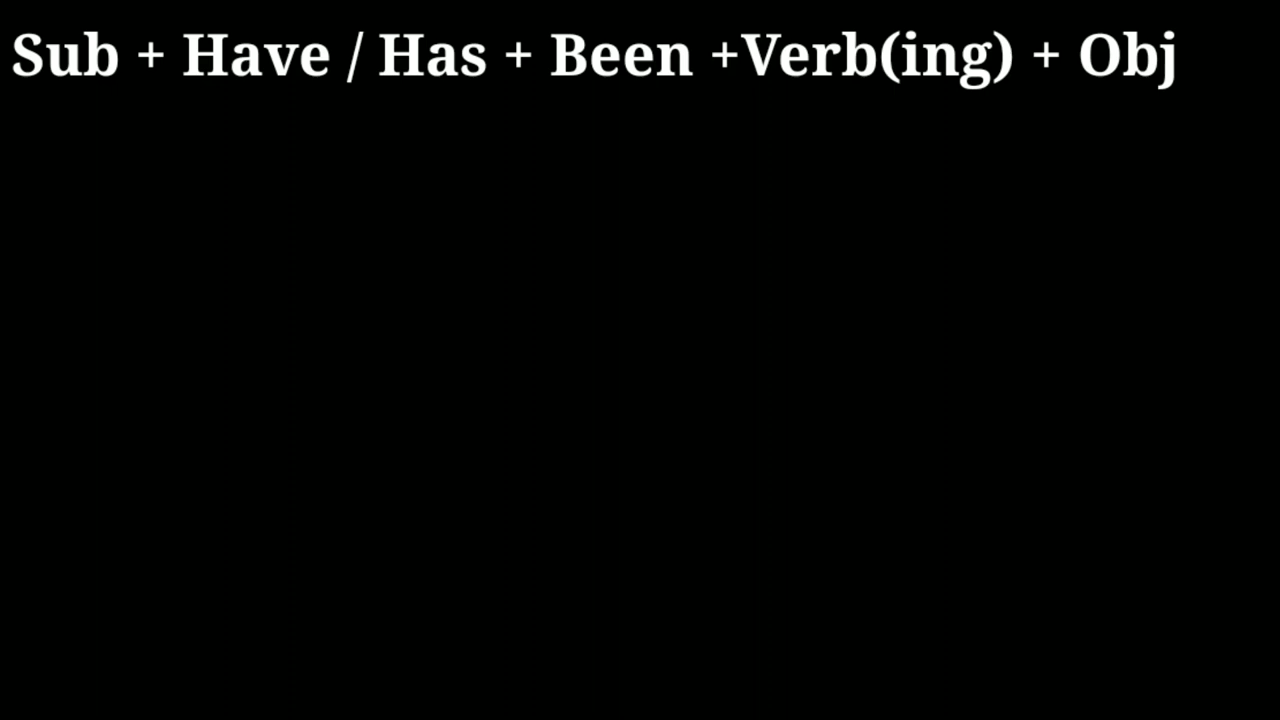 Sub + Have / Has + Been +Verb(ing) + Obj